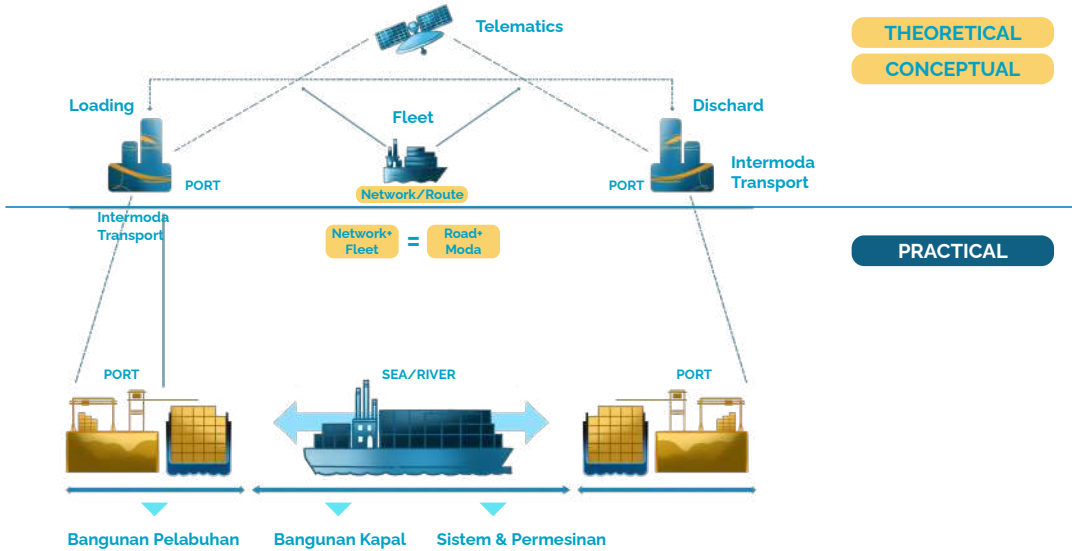 Telematics
THEORETICAL
CONCEPTUAL
Loading
Fleet
Dischard
PORT
Network/Route
PORT
Intermoda
Transport
Intermoda
Transport
Network+
Fleet
=
Road+
Moda
PRACTICAL
PORT
SEA/RIVER
PORT
Bangunan Pelabuhan
Bangunan Kapal
Sistem & Permesinan